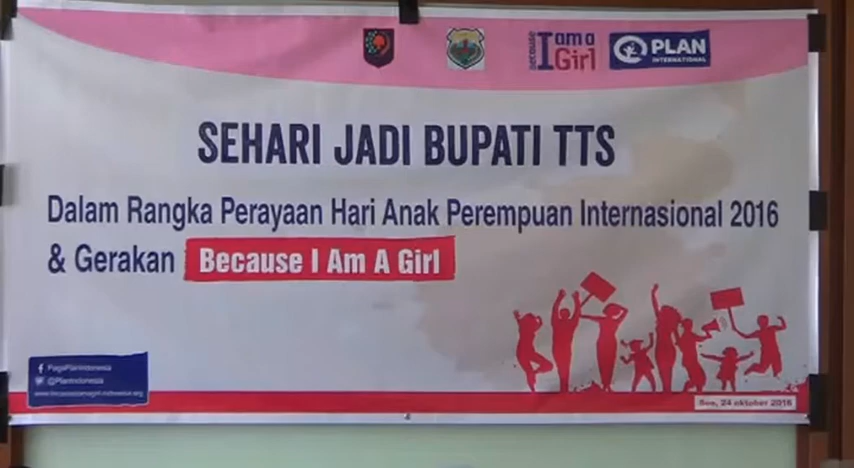 because
I am a
Girl
PLAN
INTERNATIONAL
SEHARI JADI BUPATI TTS
Dalam Rangka Perayaan Hari Anak Perempuan Internasional 2016
& Gerakan Because I Am A Girl
PagePlanIndonesia
@PlanIndonesia
Soe, 24 oktober 2016